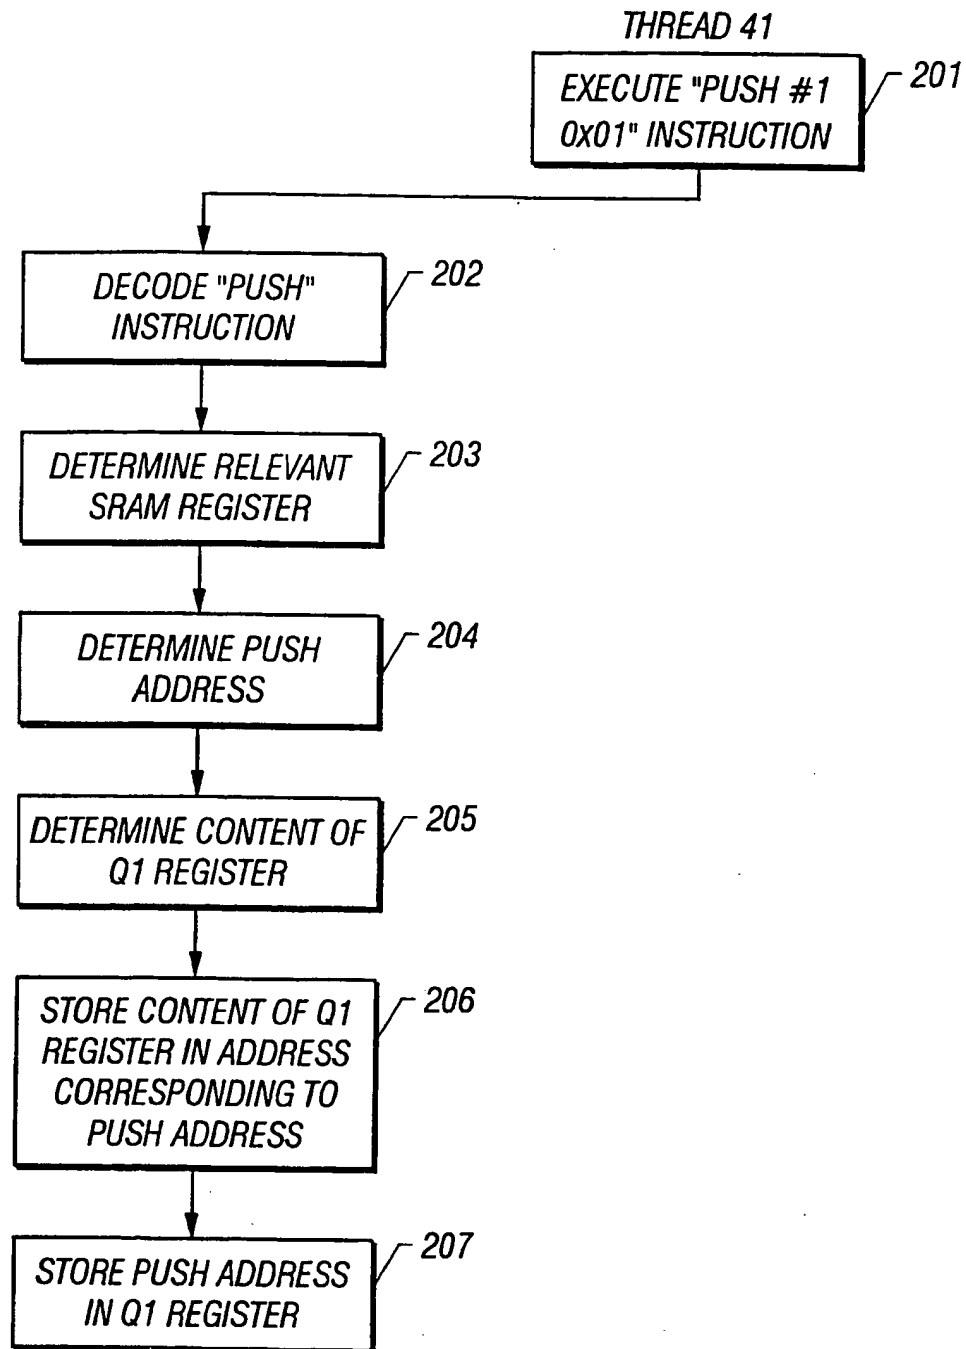 THREAD 41
EXECUTE "PUSH #1
0x01" INSTRUCTION
201
DECODE "PUSH"
INSTRUCTION
202
DETERMINE RELEVANT
SRAM REGISTER
203
DETERMINE PUSH
ADDRESS
204
DETERMINE CONTENT OF
Q1 REGISTER
205
STORE CONTENT OF Q1
REGISTER IN ADDRESS
CORRESPONDING TO
PUSH ADDRESS
206
STORE PUSH ADDRESS
IN Q1 REGISTER
207